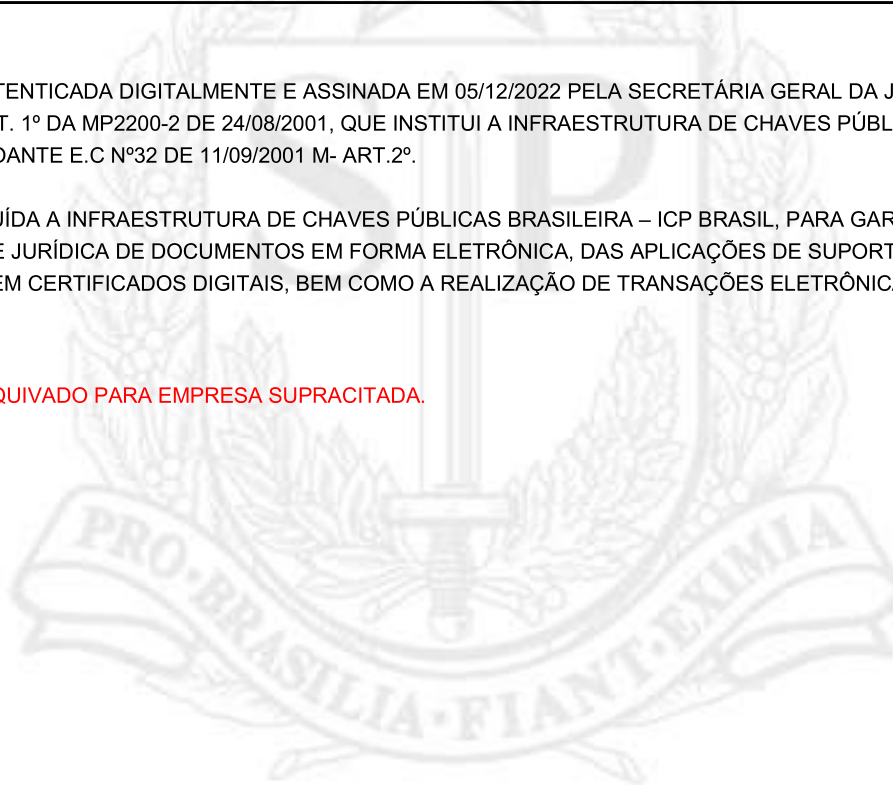 TENTICADA DIGITALMENTE E ASSINADA EM 05/12/2022 PELA SECRETÁRIA GERAL DA J
T. 1º DA MP2200-2 DE 24/08/2001, QUE INSTITUI A INFRAESTRUTURA DE CHAVES PÚBL
DANTE E.C Nº32 DE 11/09/2001 M- ART.2º.
UÍDA A INFRAESTRUTURA DE CHAVES PÚBLICAS BRASILEIRA – ICP BRASIL, PARA GAR
E JURÍDICA DE DOCUMENTOS EM FORMA ELETRÔNICA, DAS APLICAÇÕES DE SUPORT
EM CERTIFICADOS DIGITAIS, BEM COMO A REALIZAÇÃO DE TRANSAÇÕES ELETRÔNICA
QUIVADO PARA EMPRESA SUPRACITADA.
SP
PRO·BRASILIA·FIANT·EXIMIA